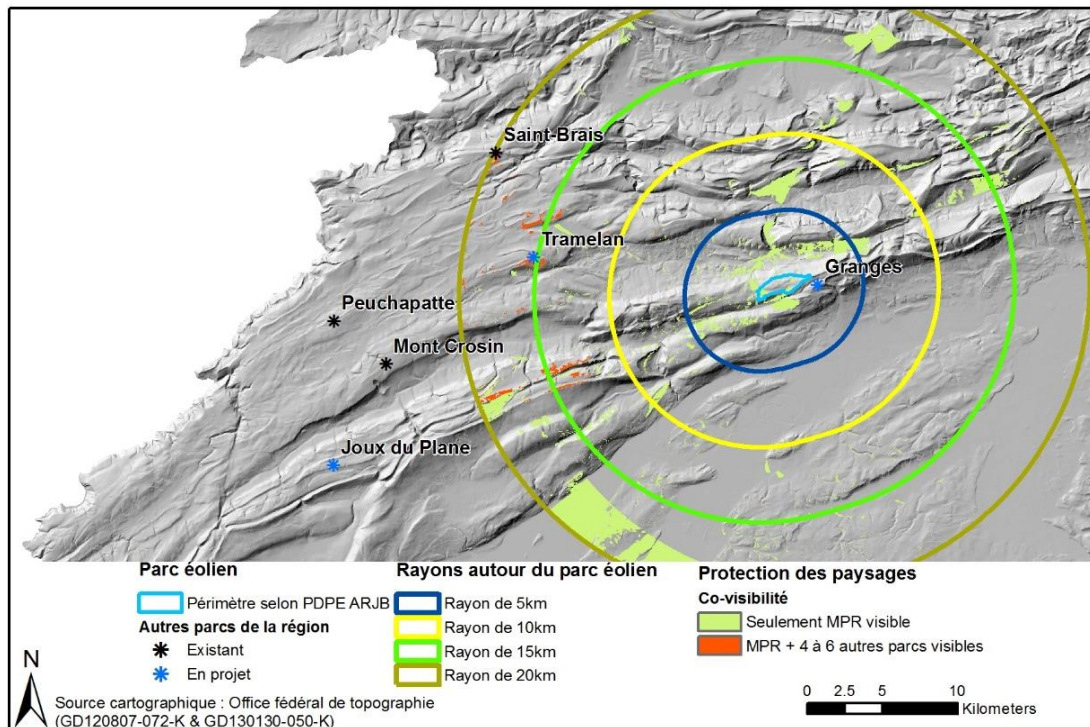 Saint-Brais
Tramelan
Granges
Peuchapatte
Mont Crosin
Joux du Plane
Parc éolien
Périmètre selon PDPE ARJB
Autres parcs de la région
Existant
En projet
Rayons autour du parc éolien
Rayon de 5km
Rayon de 10km
Rayon de 15km
Rayon de 20km
Protection des paysages
Co-visibilité
Seulement MPR visible
MPR + 4 à 6 autres parcs visibles
N
Source cartographique : Office fédéral de topographie
(GD120807-072-K & GD130130-050-K)
0 2.5 5 10
Kilometers